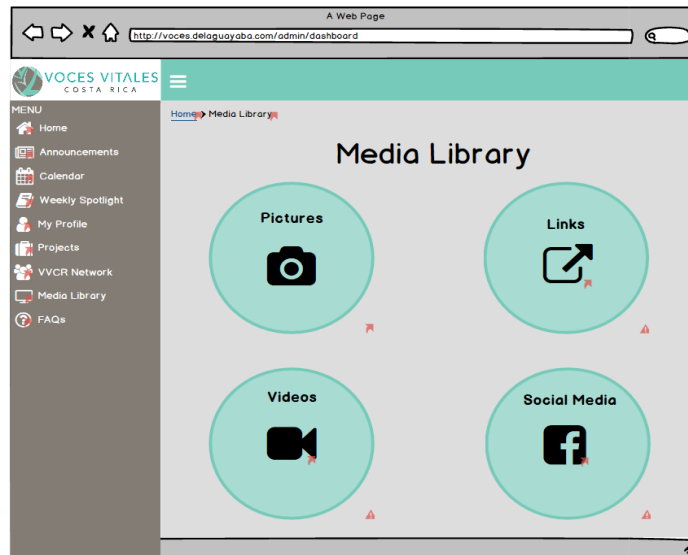 A Web Page
http://voces.delaguayaba.com/admin/dashboard
VOCES VITALES
COSTA RICA
MENU
Home
Announcements
Calendar
Weekly Spotlight
My Profile
Projects
VVCR Network
Media Library
FAQs
Home > Media Library
Media Library
Pictures
Links
Videos
Social Media